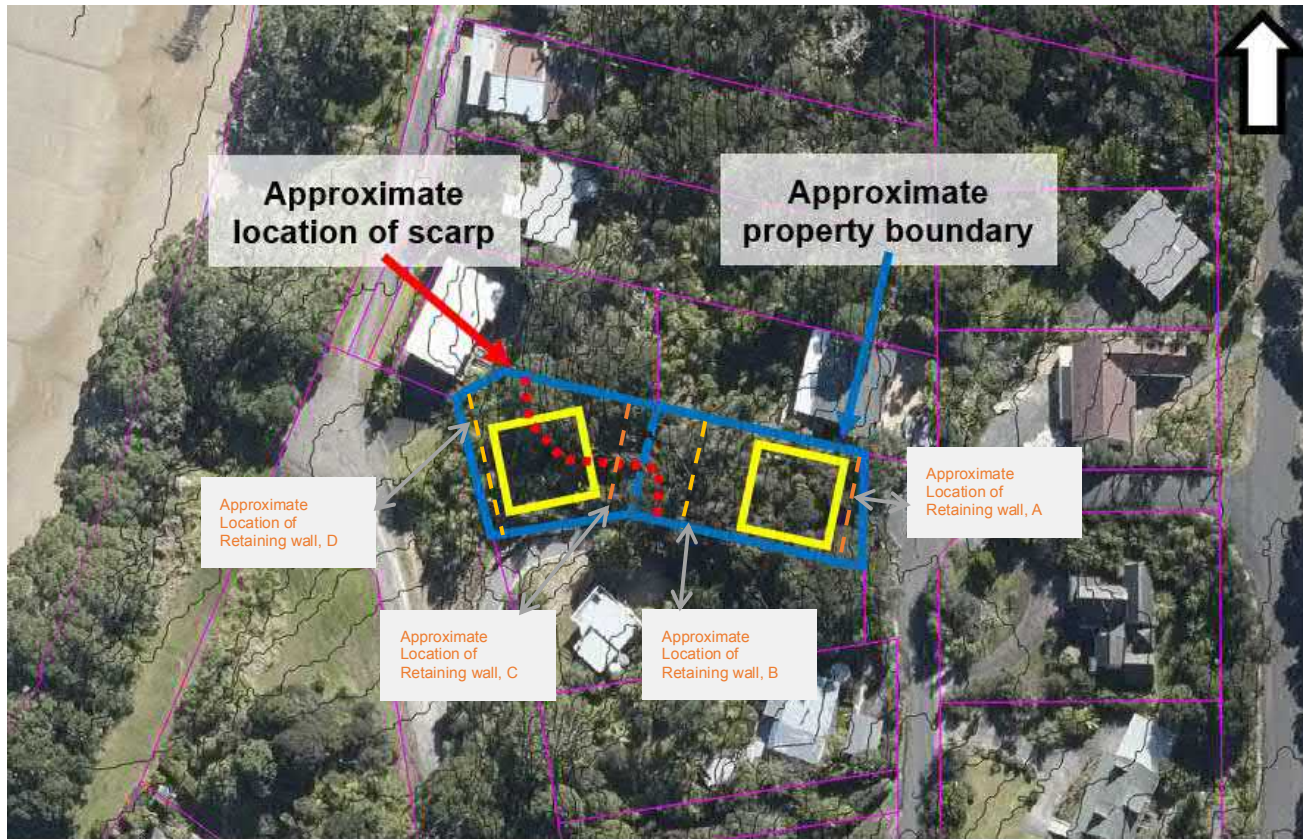 Approximate
location of scarp
Approximate
property boundary
Approximate
Location of
Retaining wall, D
Approximate
Location of
Retaining wall, A
Approximate
Location of
Retaining wall, C
Approximate
Location of
Retaining wall, B